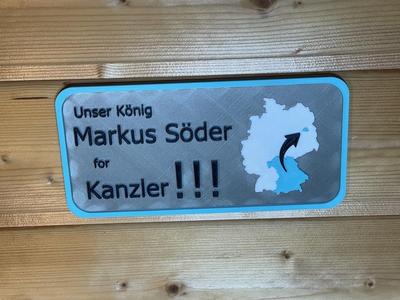 Unser König
Markus Söder
for
Kanzler!!!